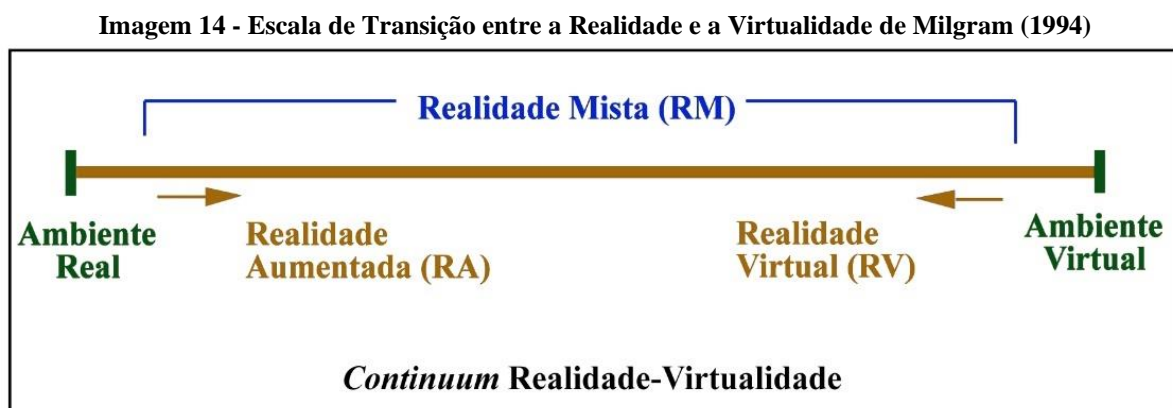 Imagem 14 - Escala de Transição entre a Realidade e a Virtualidade de Milgram (1994)
Realidade Mista (RM)
Ambiente
Real
Realidade
Aumentada (RA)
Realidade
Virtual (RV)
Ambiente
Virtual
Continuum Realidade-Virtualidade